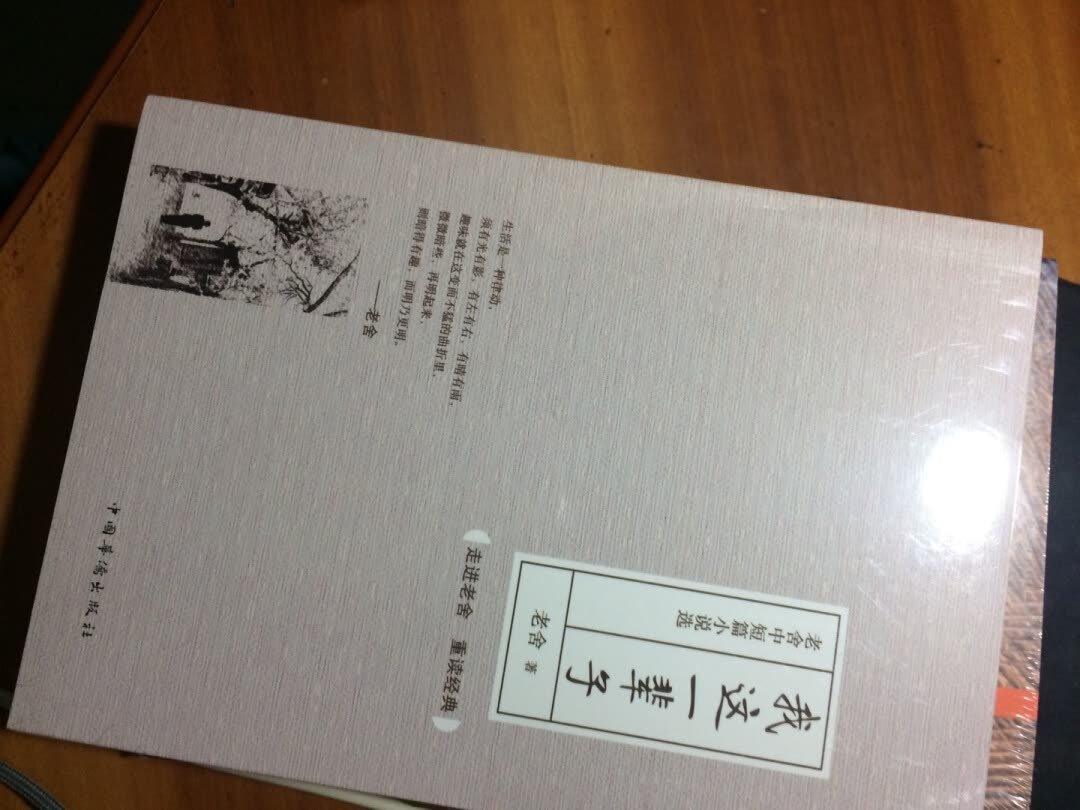 我这一辈子
老舍中短篇小说选
老舍 著
走进老舍 重读经典
生活是一种律动，
须有光有影，有左有右，有晴有雨，
趣味就在这变而不猛的曲折里，
微微暗些，再明起来，
则暗得有趣，而明乃更明。
——老舍
中国华侨出版社